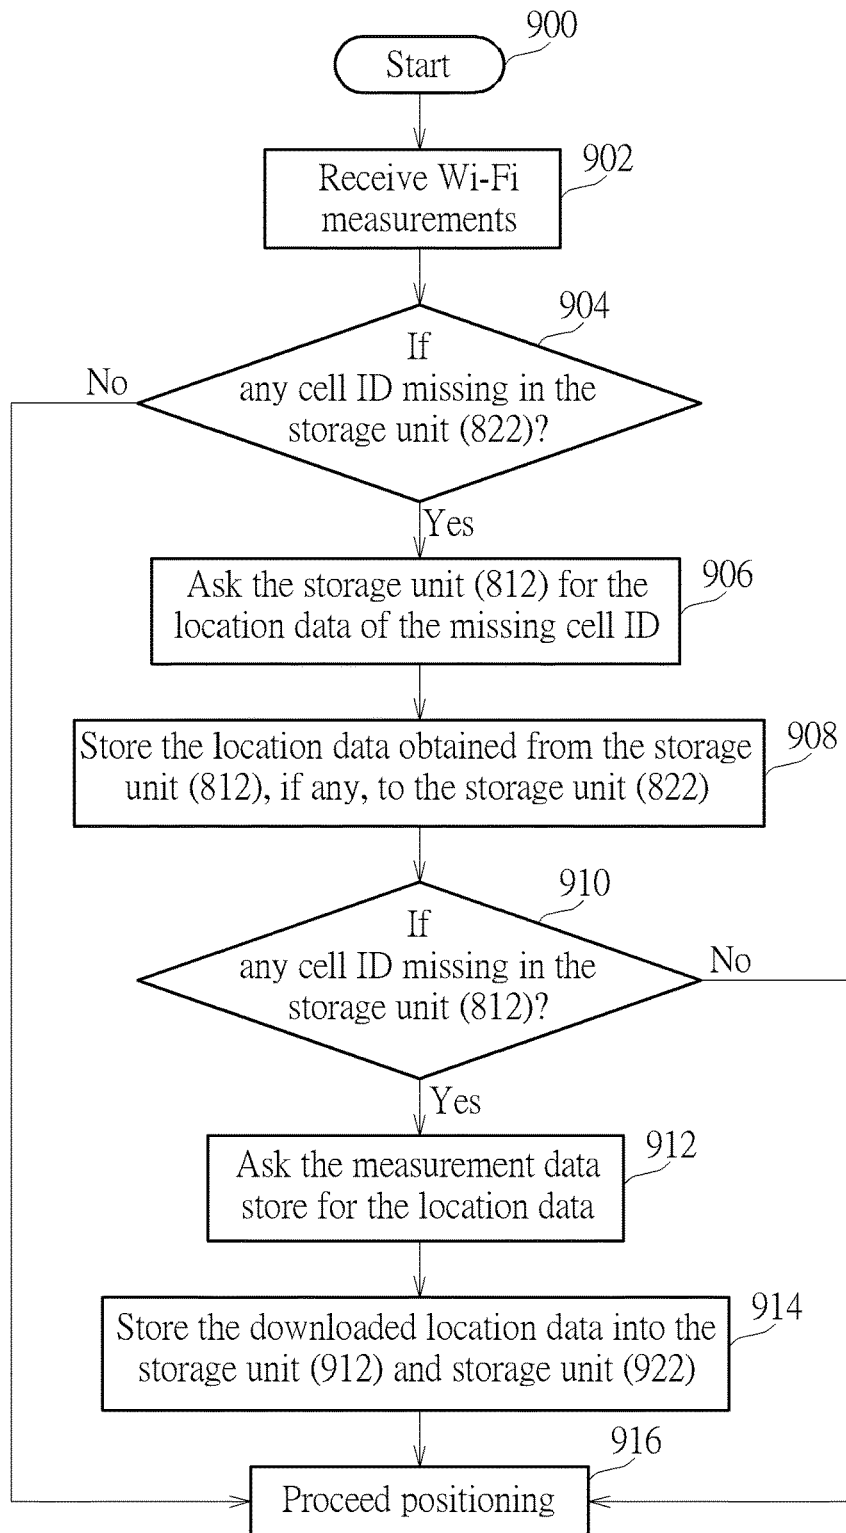 900
Start
902
Receive Wi-Fi
measurements
904
If
any cell ID missing in the
storage unit (822)?
No
Yes
906
Ask the storage unit (812) for the
location data of the missing cell ID
908
Store the location data obtained from the storage
unit (812), if any, to the storage unit (822)
910
If
any cell ID missing in the
storage unit (812)?
No
Yes
912
Ask the measurement data
store for the location data
914
Store the downloaded location data into the
storage unit (912) and storage unit (922)
916
Proceed positioning